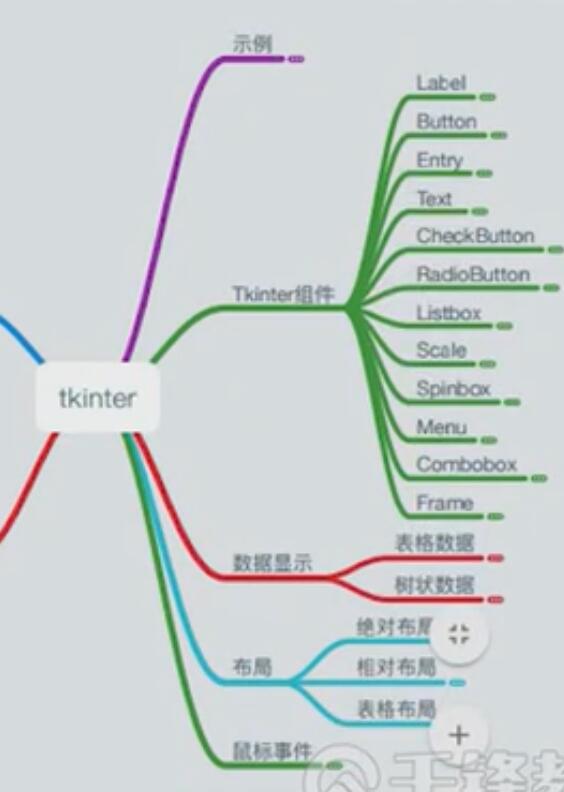 示例
Label
Button
Entry
Text
CheckButton
RadioButton
Tkinter组件
Listbox
Scale
Spinbox
Menu
Combobox
Frame
tkinter
表格数据
数据显示
树状数据
绝对布局
布局
相对布局
表格布局
鼠标事件